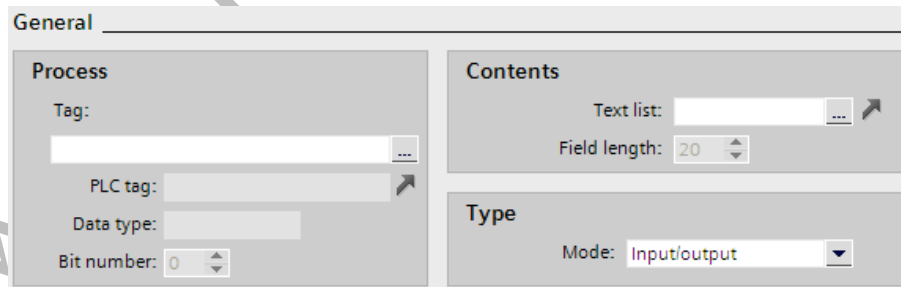 General
Process
Tag:
...
PLC tag:
Data type:
Bit number: 0
Contents
Text list: ...
Field length: 20
Type
Mode: Input/output